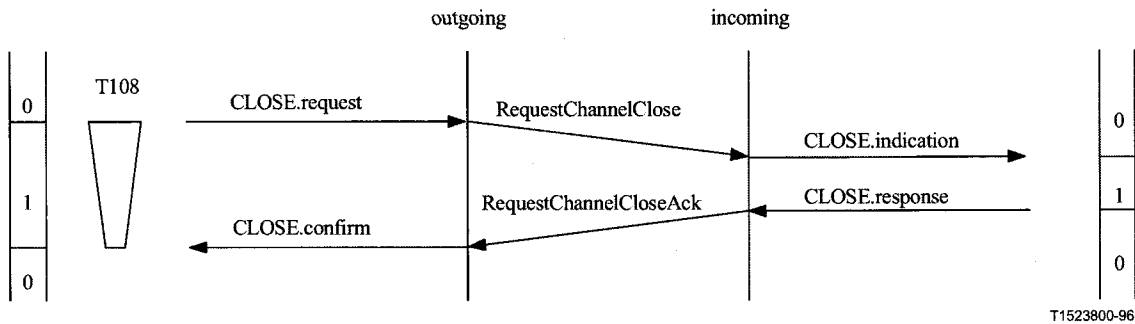 outgoing
incoming
T108
0
CLOSE.request
RequestChannelClose
0
CLOSE.indication
1
RequestChannelCloseAck
CLOSE.response
1
CLOSE.confirm
0
0
T1523800-96